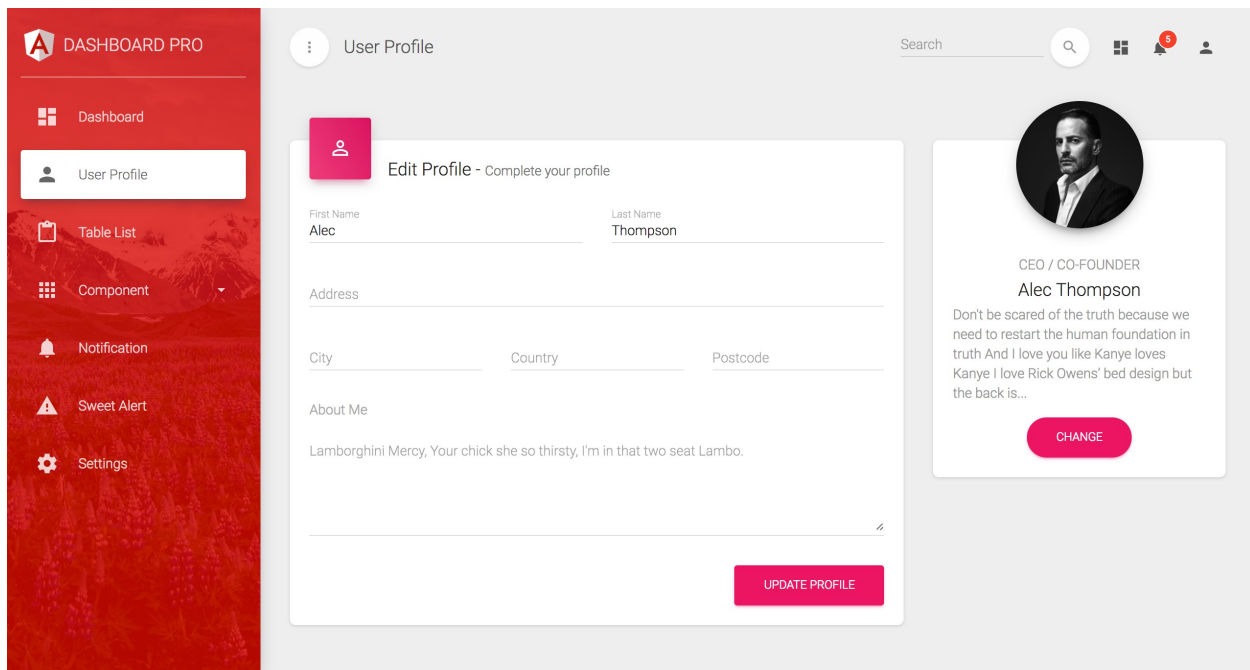 DASHBOARD PRO
Dashboard
User Profile
Table List
Component
Notification
Sweet Alert
Settings
User Profile
Search
5
Edit Profile - Complete your profile
First Name
Last Name
Alec
Thompson
Address
City
Country
Postcode
About Me
Lamborghini Mercy, Your chick she so thirsty, I'm in that two seat Lambo.
UPDATE PROFILE
CEO / CO-FOUNDER
Alec Thompson
Don't be scared of the truth because we
need to restart the human foundation in
truth And I love you like Kanye loves
Kanye I love Rick Owens' bed design but
the back is...
CHANGE